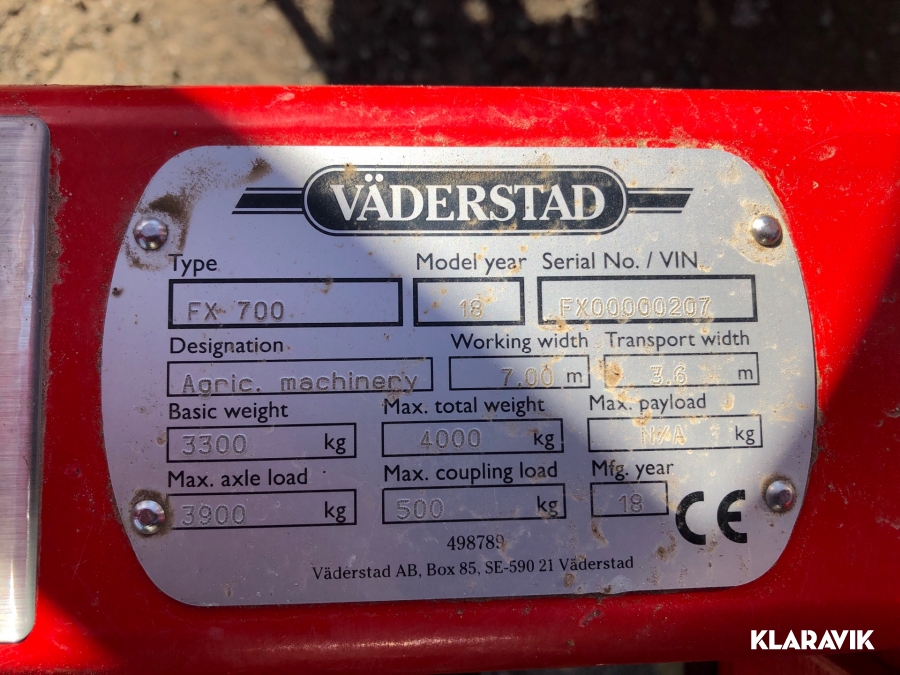 VÄDERSTAD
Type Model year Serial No. / VIN
FX 700 18 FX00000207
Designation Working width Transport width
Agric. machinery 7.00 m 3.6 m
Basic weight Max. total weight Max. payload
3300 kg 4000 kg N/A kg
Max. axle load Max. coupling load Mfg. year
3900 kg 500 kg 18 CE
498789
Väderstad AB, Box 85, SE-590 21 Väderstad
KLARAVIK